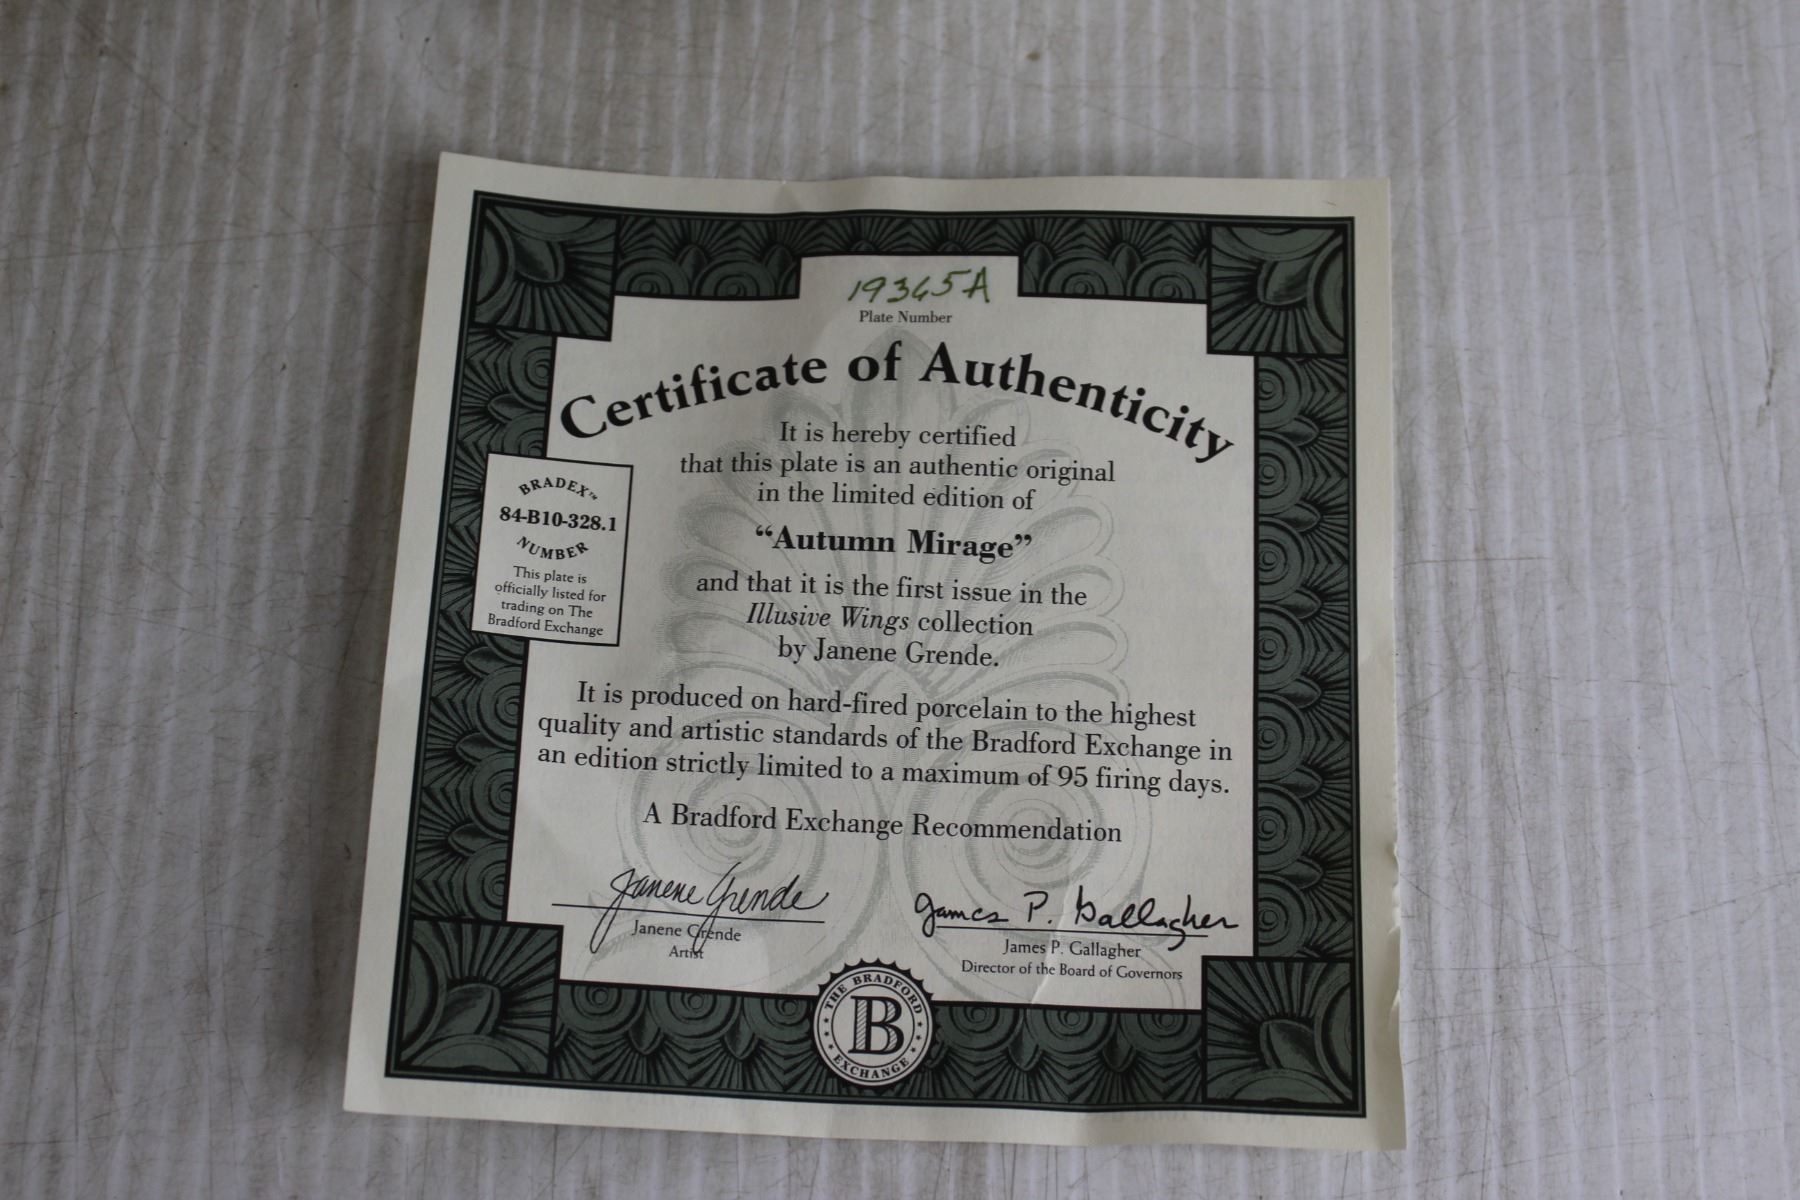 19365A
Plate Number
Certificate of Authenticity
It is hereby certified
that this plate is an authentic original
in the limited edition of
“Autumn Mirage”
and that it is the first issue in the
Illusive Wings collection
by Janene Grende.
BRADEX™
84-B10-328.1
NUMBER
This plate is
officially listed for
trading on The
Bradford Exchange
It is produced on hard-fired porcelain to the highest
quality and artistic standards of the Bradford Exchange in
an edition strictly limited to a maximum of 95 firing days.
A Bradford Exchange Recommendation
Janene Grende
Janene Grende
Artist
James P. Gallagher
James P. Gallagher
Director of the Board of Governors
THE BRADFORD
B
EXCHANGE